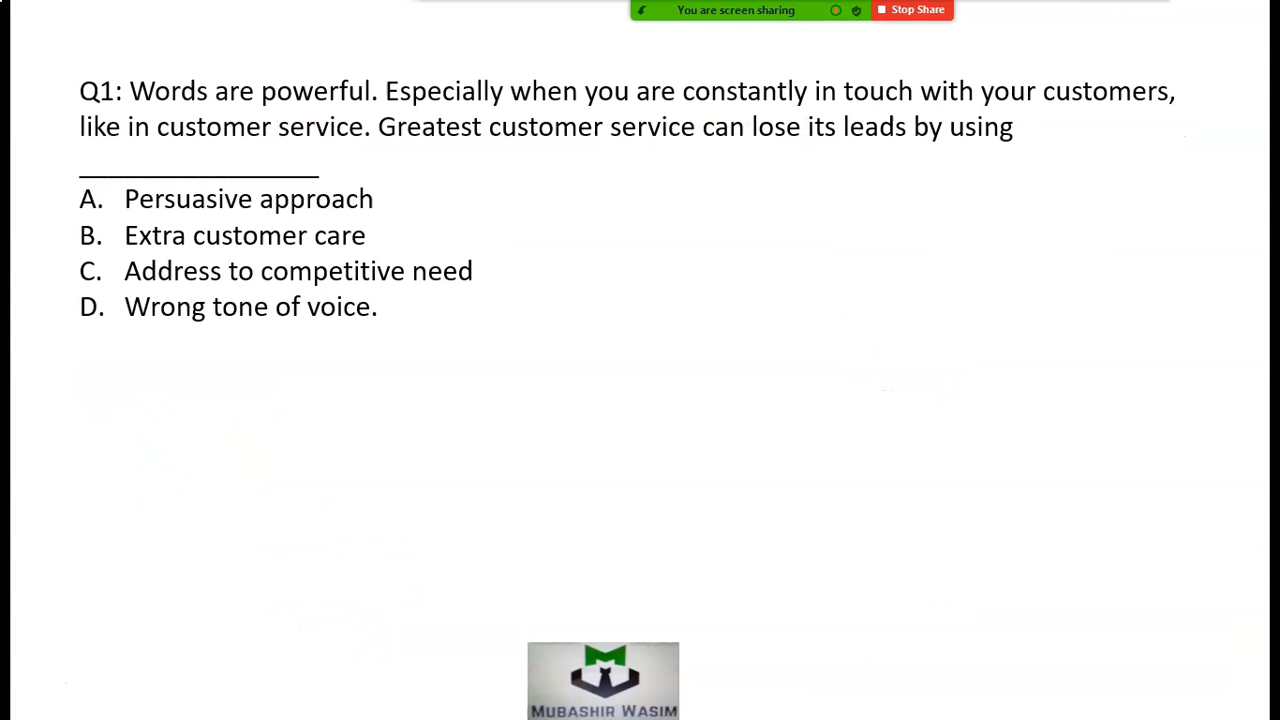 You are screen sharing
Stop Share
Q1: Words are powerful. Especially when you are constantly in touch with your customers,
like in customer service. Greatest customer service can lose its leads by using
________________
A. Persuasive approach
B. Extra customer care
C. Address to competitive need
D. Wrong tone of voice.
MUBASHIR WASIM